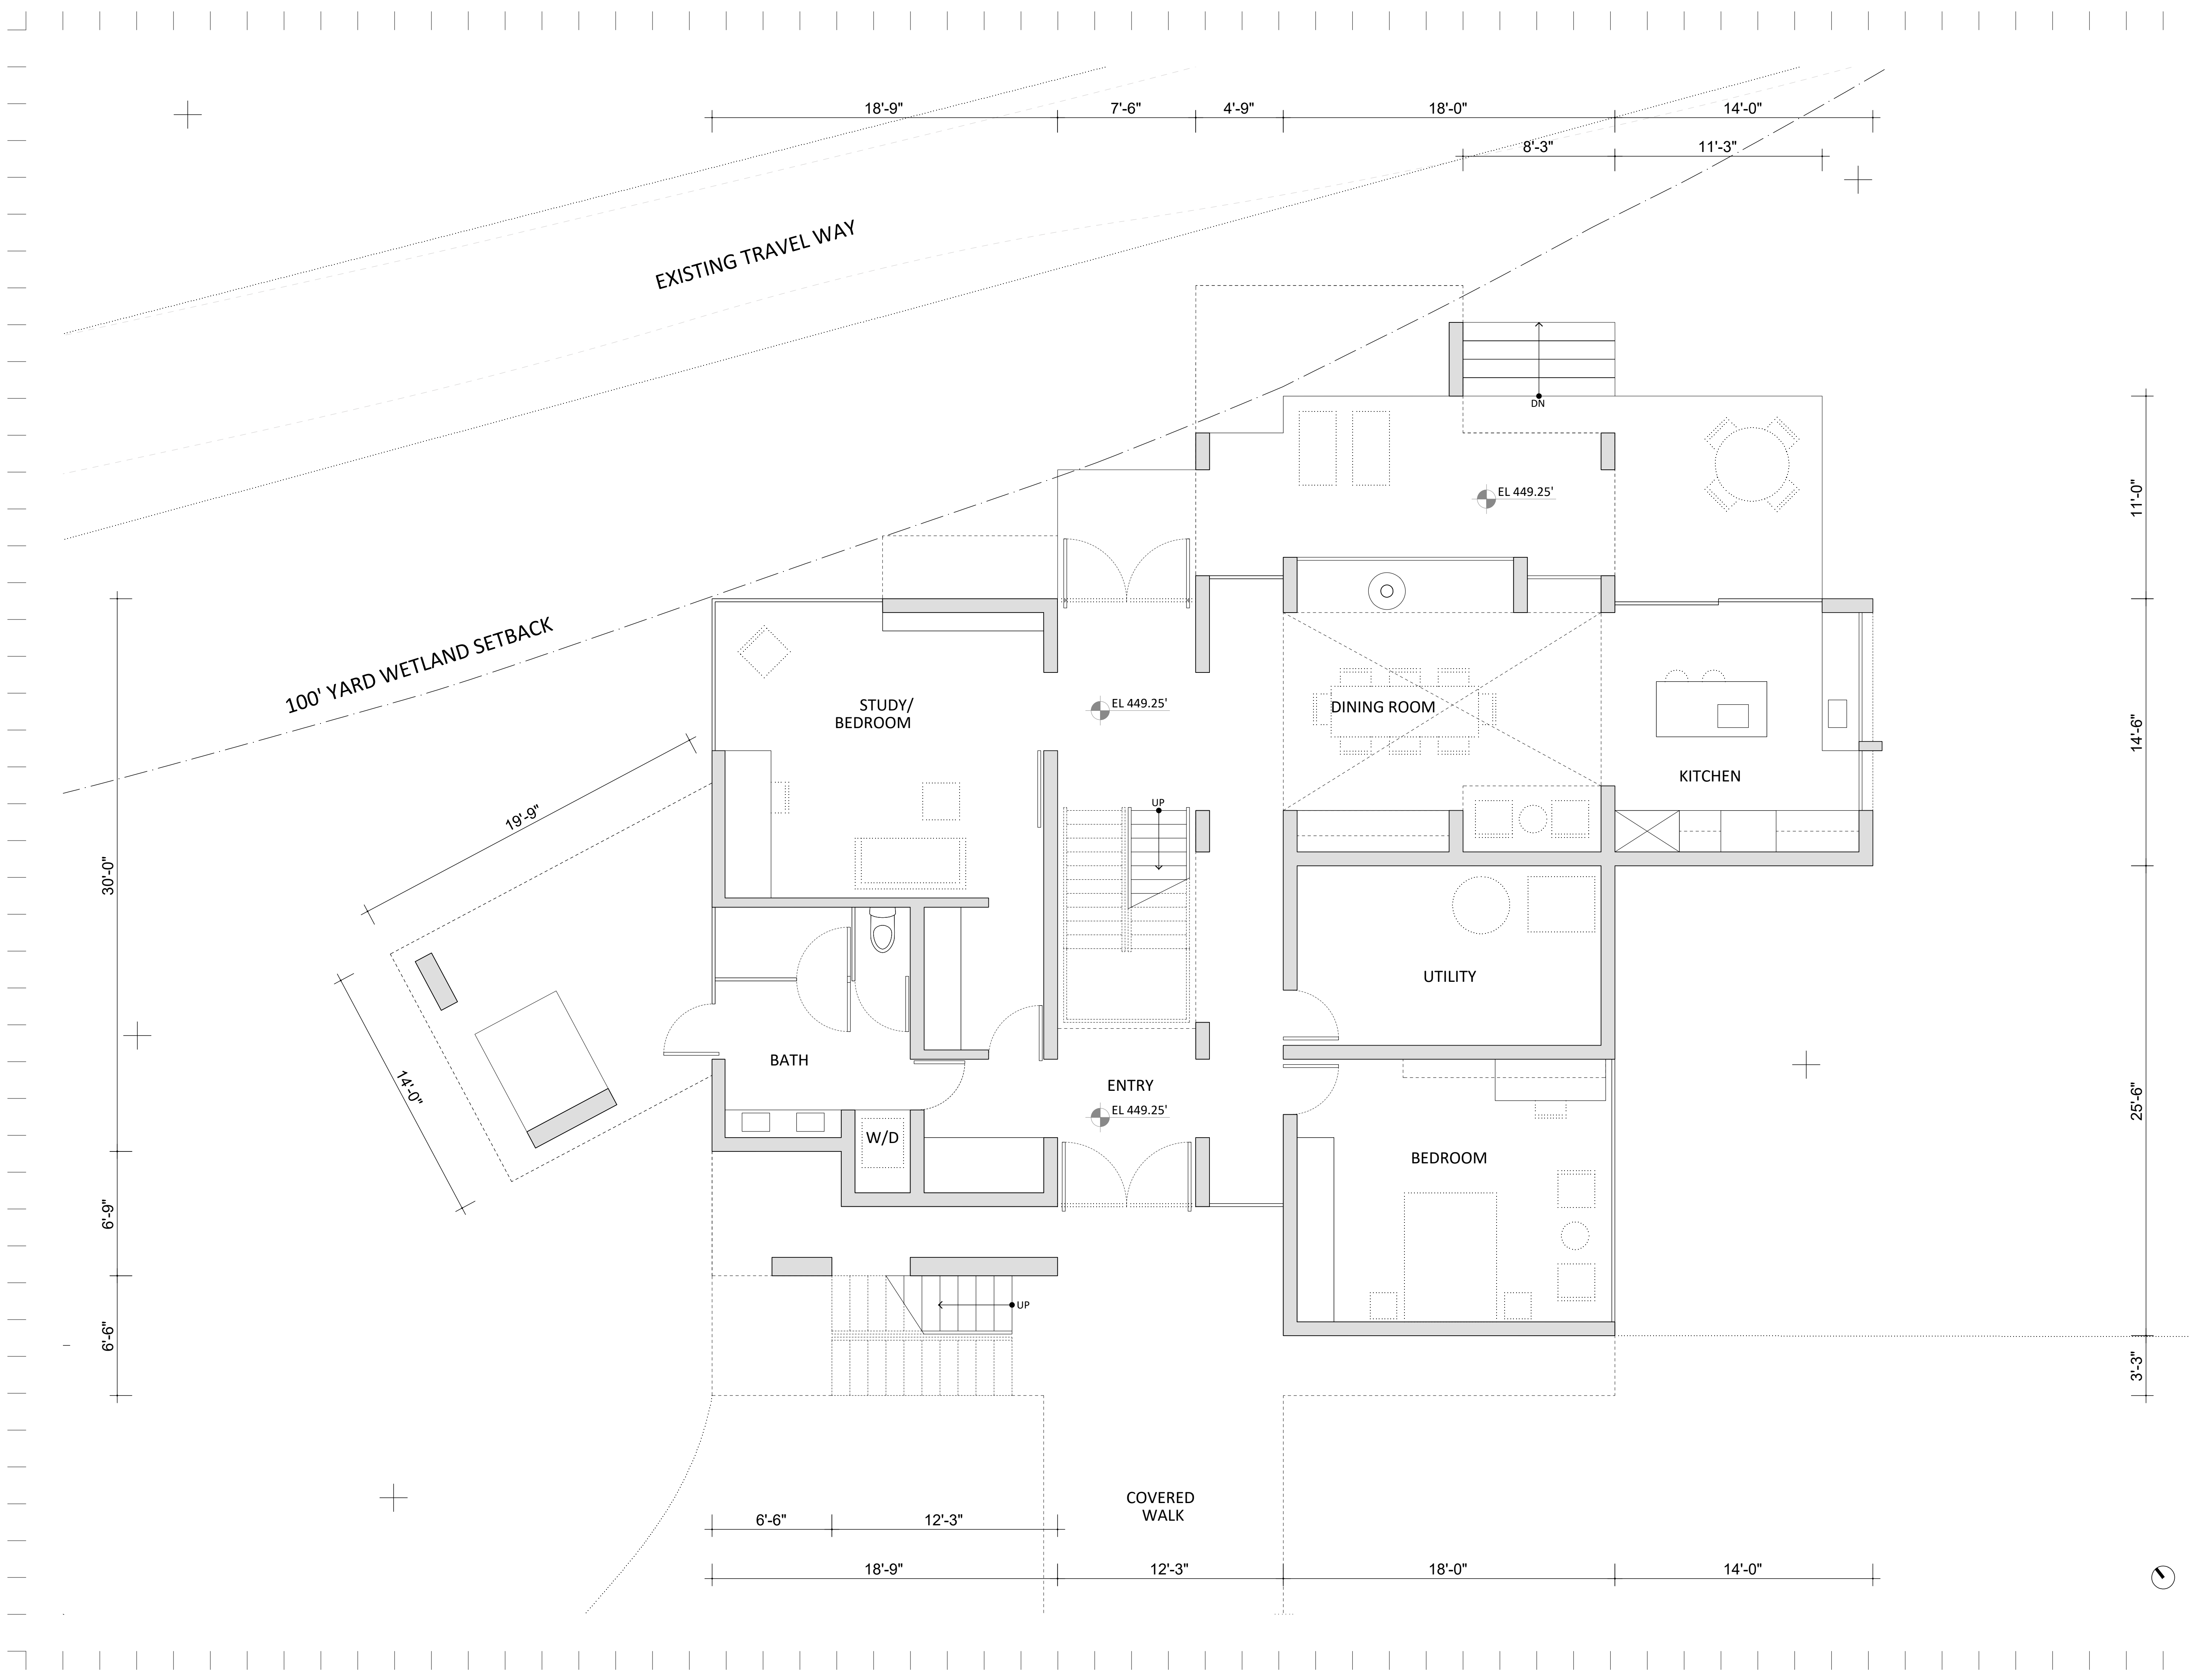 18'-9"
7'-6"
4'-9"
18'-0"
14'-0"
8'-3"
11'-3"
EXISTING TRAVEL WAY
DN
11'-0"
EL 449.25'
100' YARD WETLAND SETBACK
STUDY/
BEDROOM
EL 449.25'
DINING ROOM
14'-6"
KITCHEN
UP
19'-9"
30'-0"
UTILITY
BATH
14'-0"
ENTRY
EL 449.25'
25'-6"
W/D
BEDROOM
6'-9"
UP
6'-6"
3'-3"
COVERED
WALK
6'-6"
12'-3"
18'-9"
12'-3"
18'-0"
14'-0"